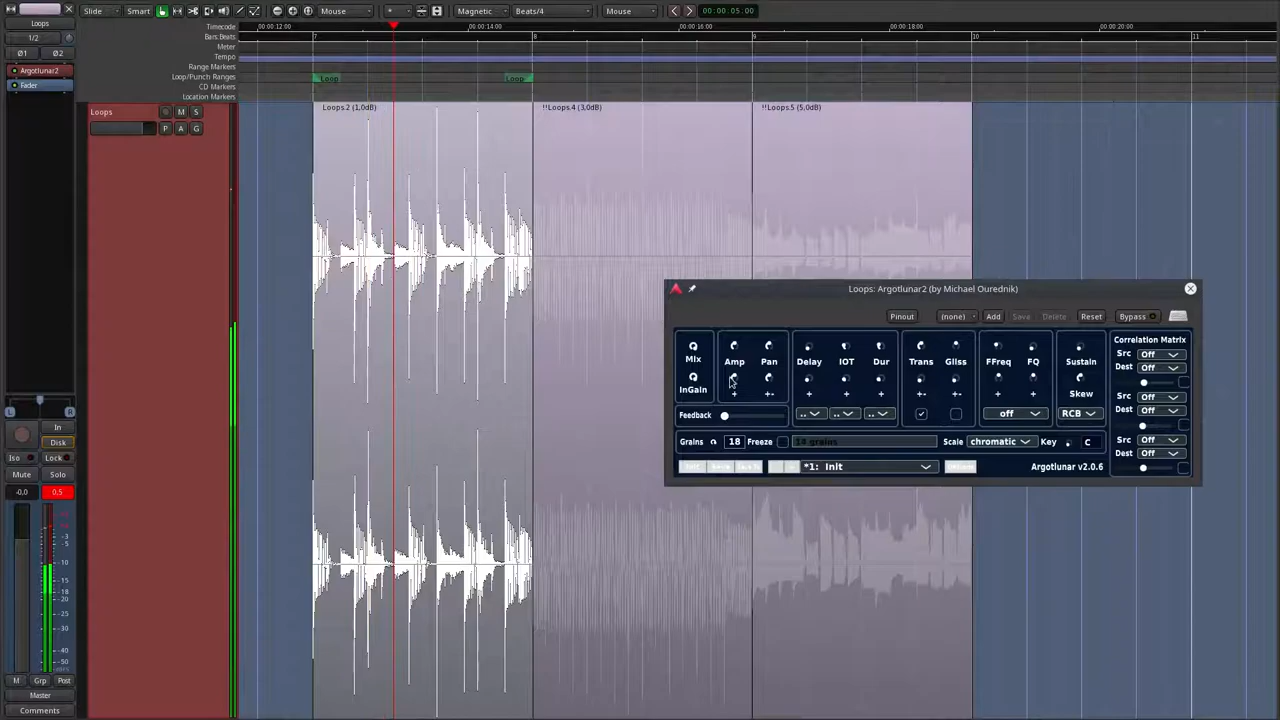 Loops
Slide Smart Mouse * Magnetic Beats/4 Mouse 00:00:05:00
Timecode 00:00:12:00 00:00:14:00 00:00:16:00 00:00:18:00 00:00:20:00
1/2
Bars:Beats 7 8 9 10 11
Meter
Ø1 Ø2
Tempo
Range Markers
Argotlunar2
Loop/Punch Ranges Loop Loop
Fader
CD Markers
Location Markers
Loops M S
Loops.2 (1,0dB) !!Loops.4 (3,0dB) !!Loops.5 (5,0dB)
P A G
Loops: Argotlunar2 (by Michael Ourednik)
Pinout (none) Add Save Delete Reset Bypass
Correlation Matrix
Mix Amp Pan Delay IOT Dur Trans Gliss FFreq FQ Sustain
Src Off
Dest Off
InGain + +- + + + +- +- + + Skew
Src Off
Feedback .. .. .. off RCB
Dest Off
Grains 18 Freeze 18 grains Scale chromatic Key C
Src Off
Dest Off
*1: Init Argotlunar v2.0.6
L R
In
Disk
Iso Lock
Mute Solo
-0,0 0,5
-3
-5
-10
-15
-18
-20
-25
-30
-40
-50
M Grp Post
Master
Comments